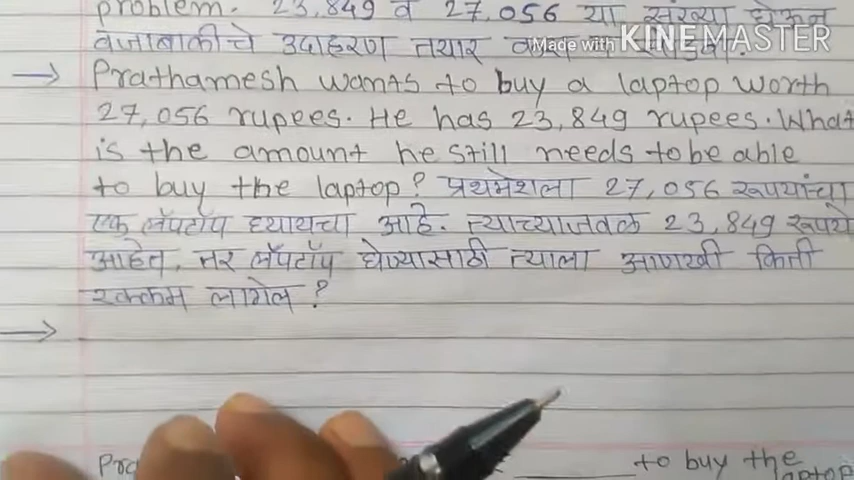 problem. 23,849 व 27,056 या संख्या घेऊन
वजाबाकीचे उदाहरण तयार
Made with KINEMASTER
→ Prathamesh wants to buy a laptop worth
27,056 rupees. He has 23,849 rupees. What
is the amount he still needs to be able
to buy the laptop? प्रथमेशला 27,056 रूपयांचा
एक लॅपटॉप घ्यायचा आहे. त्याच्याजवळ 23,849 रूपये
आहेत. तर लॅपटॉप घेण्यासाठी त्याला आणखी किती
रक्कम लागेल?
→
to buy the
laptop